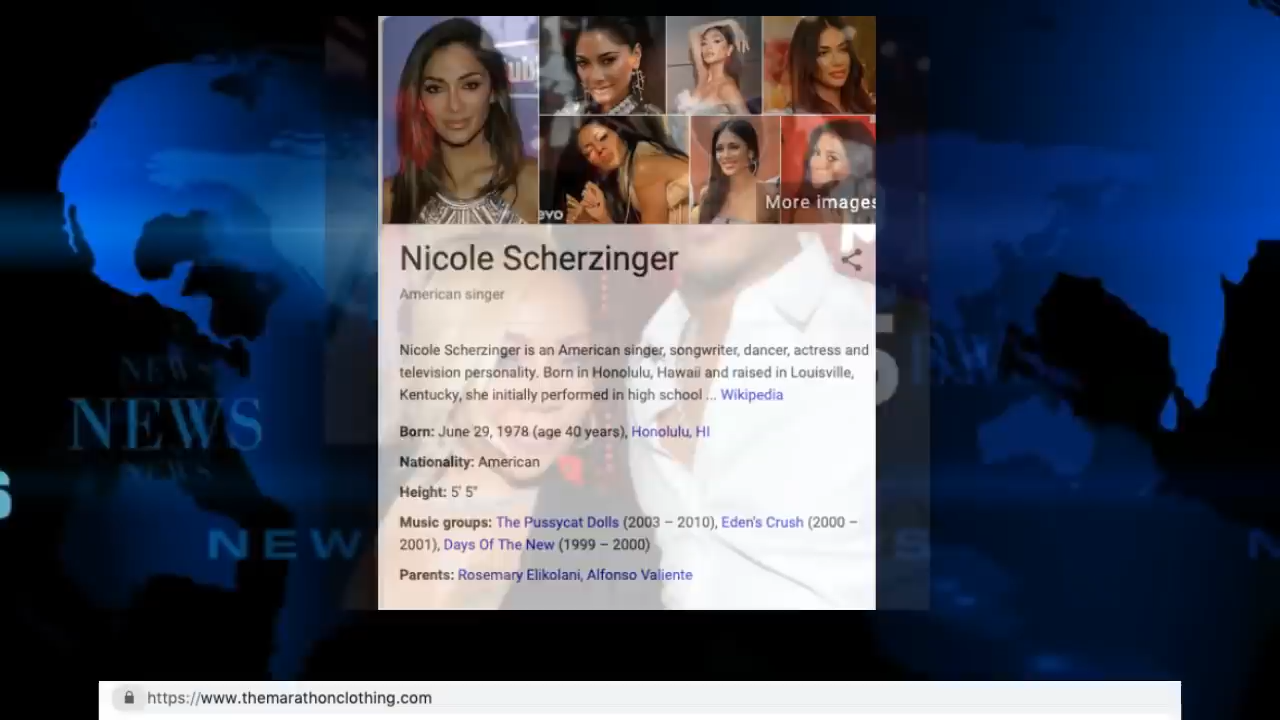 ub
evo
More images
Nicole Scherzinger
American singer
Nicole Scherzinger is an American singer, songwriter, dancer, actress and
television personality. Born in Honolulu, Hawaii and raised in Louisville,
Kentucky, she initially performed in high school ... Wikipedia
Born: June 29, 1978 (age 40 years), Honolulu, HI
Nationality: American
Height: 5' 5"
Music groups: The Pussycat Dolls (2003 – 2010), Eden's Crush (2000 –
2001), Days Of The New (1999 – 2000)
Parents: Rosemary Elikolani, Alfonso Valiente
NEWS
NEWS
NEWS
NEW
S
https://www.themarathonclothing.com